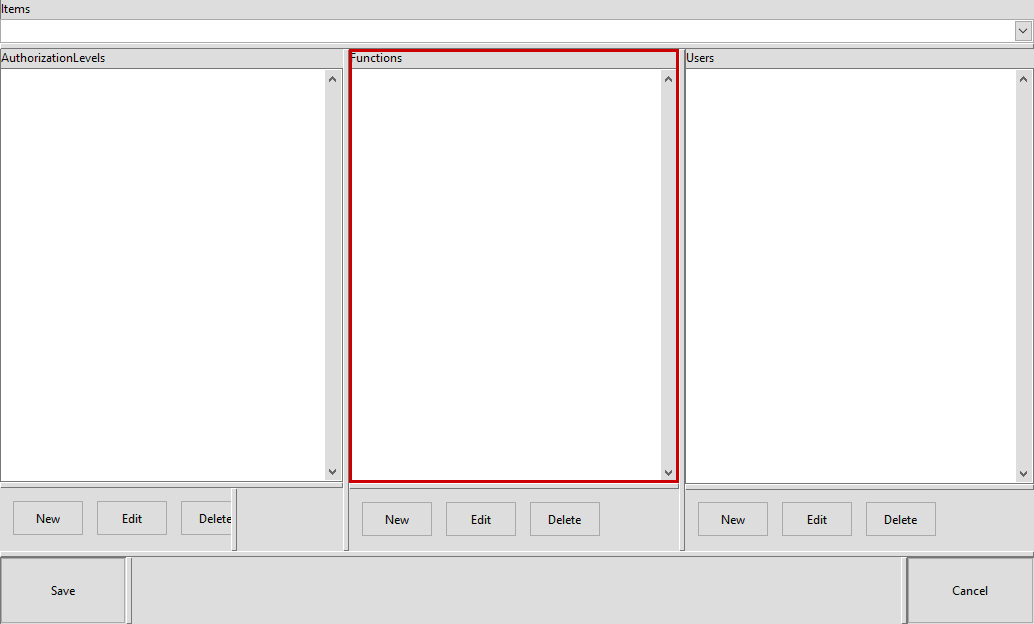 Items
AuthorizationLevels
Functions
Users
New
Edit
Delete
New
Edit
Delete
New
Edit
Delete
Save
Cancel